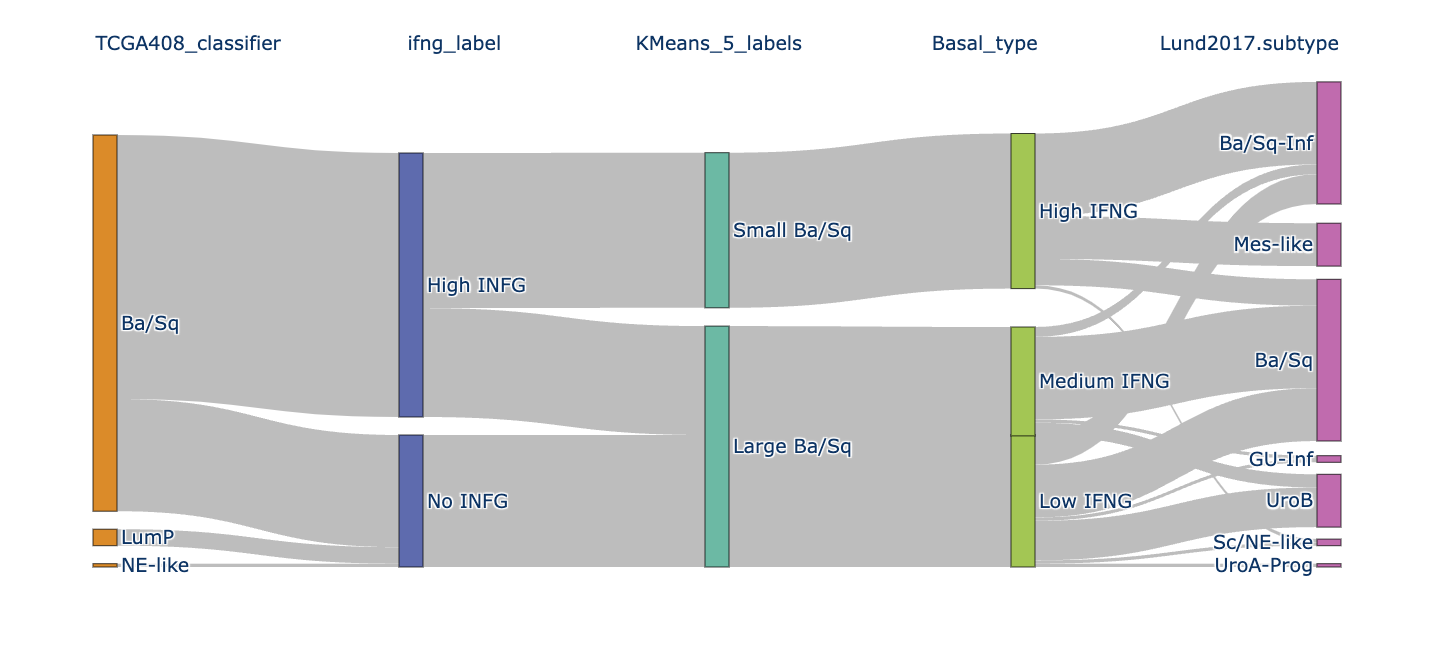 TCGA408_classifier
ifng_label
KMeans_5_labels
Basal_type
Lund2017.subtype
Ba/Sq
LumP
NE-like
High INFG
No INFG
Small Ba/Sq
Large Ba/Sq
High IFNG
Medium IFNG
Low IFNG
Ba/Sq-Inf
Mes-like
Ba/Sq
GU-Inf
UroB
Sc/NE-like
UroA-Prog